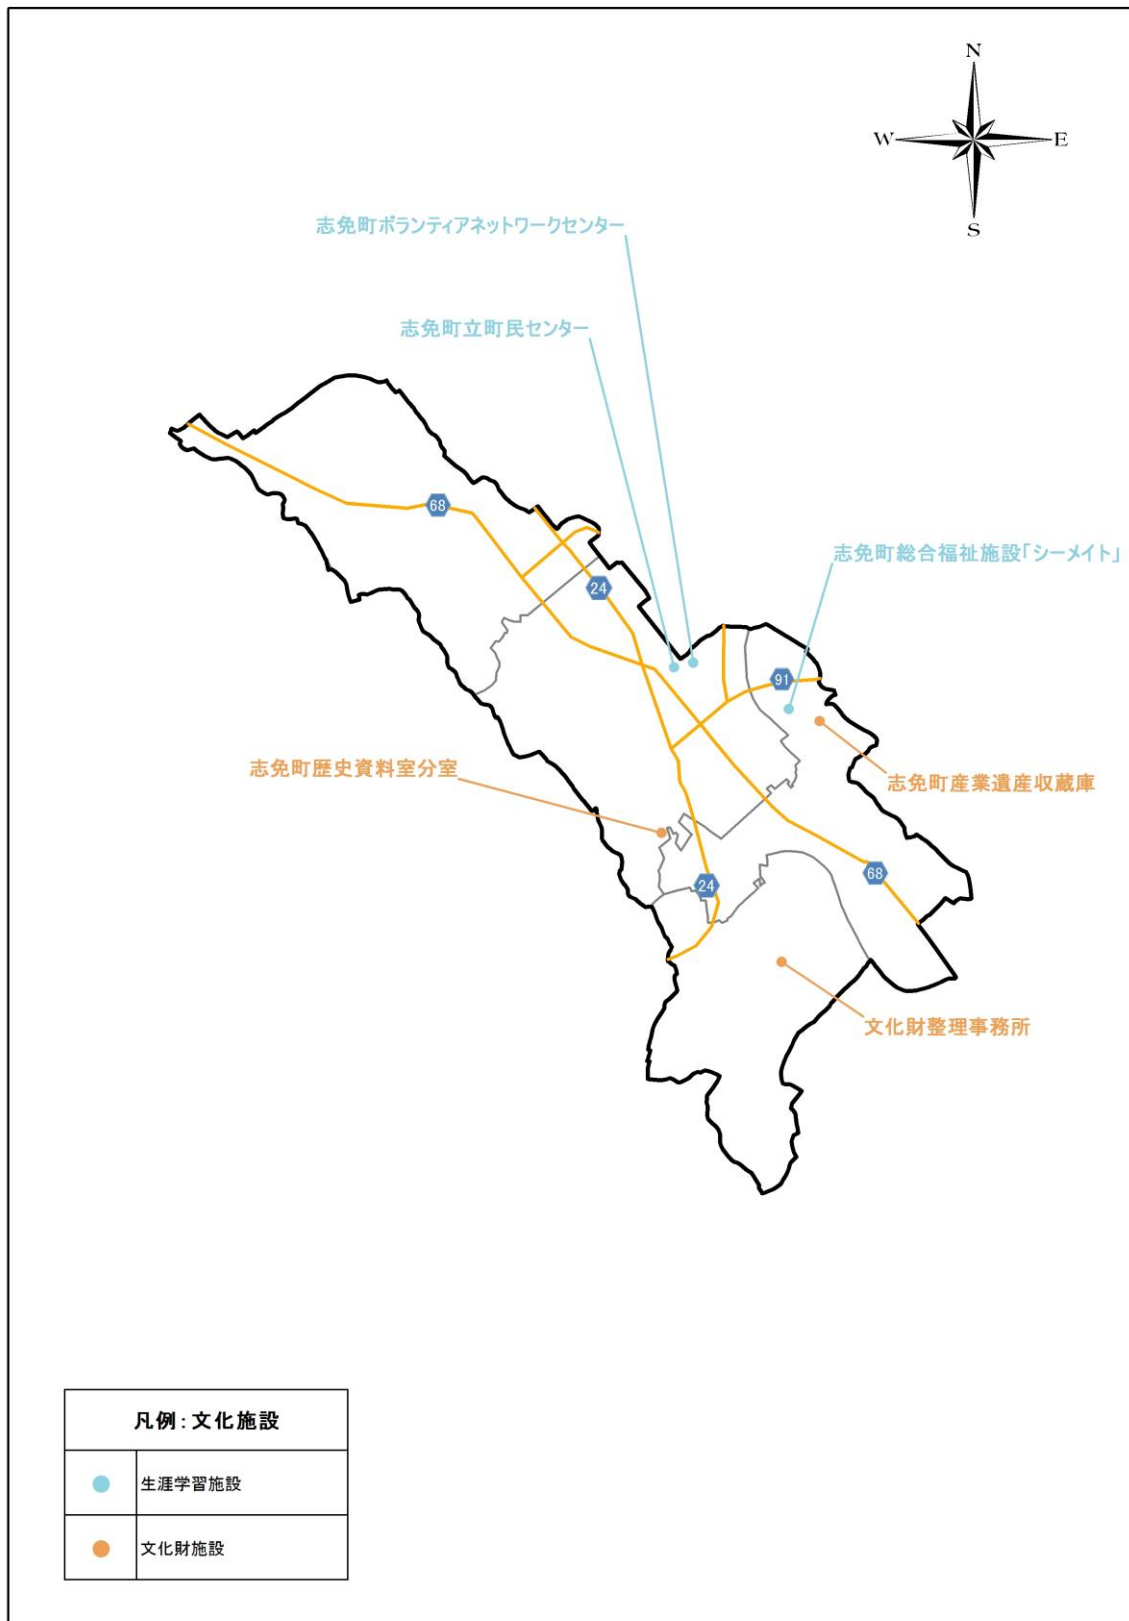 N
W
E
S
志免町ボランティアネットワークセンター
志免町立町民センター
68
志免町総合福祉施設「シーメイト」
24
91
志免町歴史資料室分室
志免町産業遺産収蔵庫
68
24
文化財整理事務所
凡例:文化施設
生涯学習施設
文化財施設